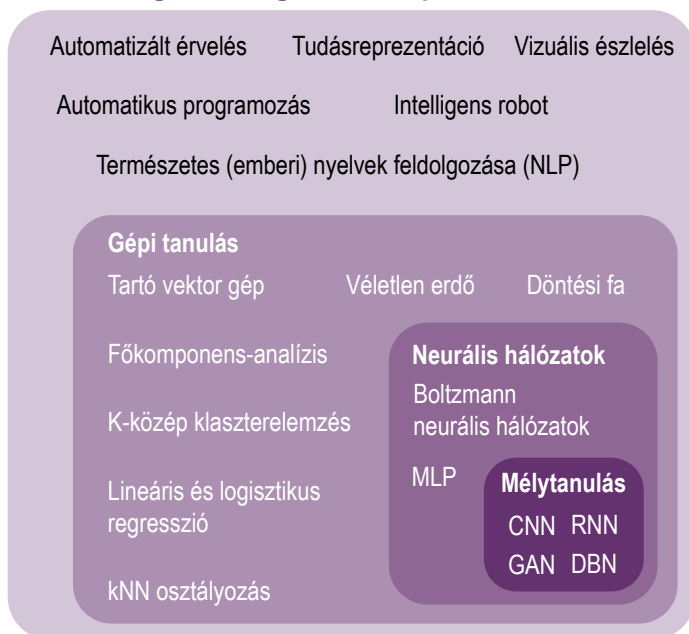 Automatizált érvelés Tudásreprezentáció Vizuális észlelés
Automatikus programozás Intelligens robot
Természetes (emberi) nyelvek feldolgozása (NLP)
Gépi tanulás
Tartó vektor gép Véletlen erdő Döntési fa
Főkomponens-analízis
K-közép klaszterelemzés
Lineáris és logisztikus
regresszió
kNN osztályozás
Neurális hálózatok
Boltzmann
neurális hálózatok
MLP
Mélytanulás
CNN RNN
GAN DBN